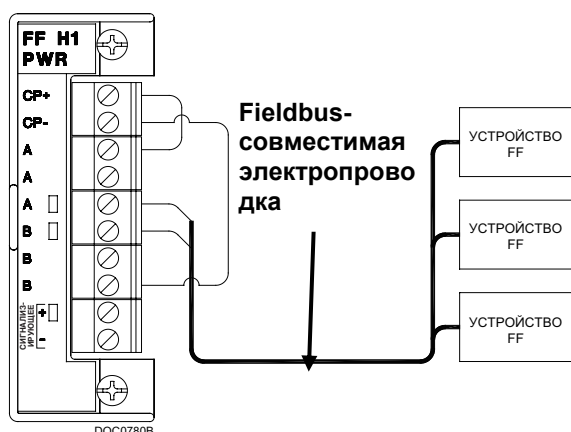 FF H1
PWR
CP+
CP-
A
A
A
B
B
B
СИГНАЛИЗ-
ИРУЮЩЕЕ
+
-
Fieldbus-
совместимая
электропрово
дка
УСТРОЙСТВО
FF
УСТРОЙСТВО
FF
УСТРОЙСТВО
FF
DOC0780B